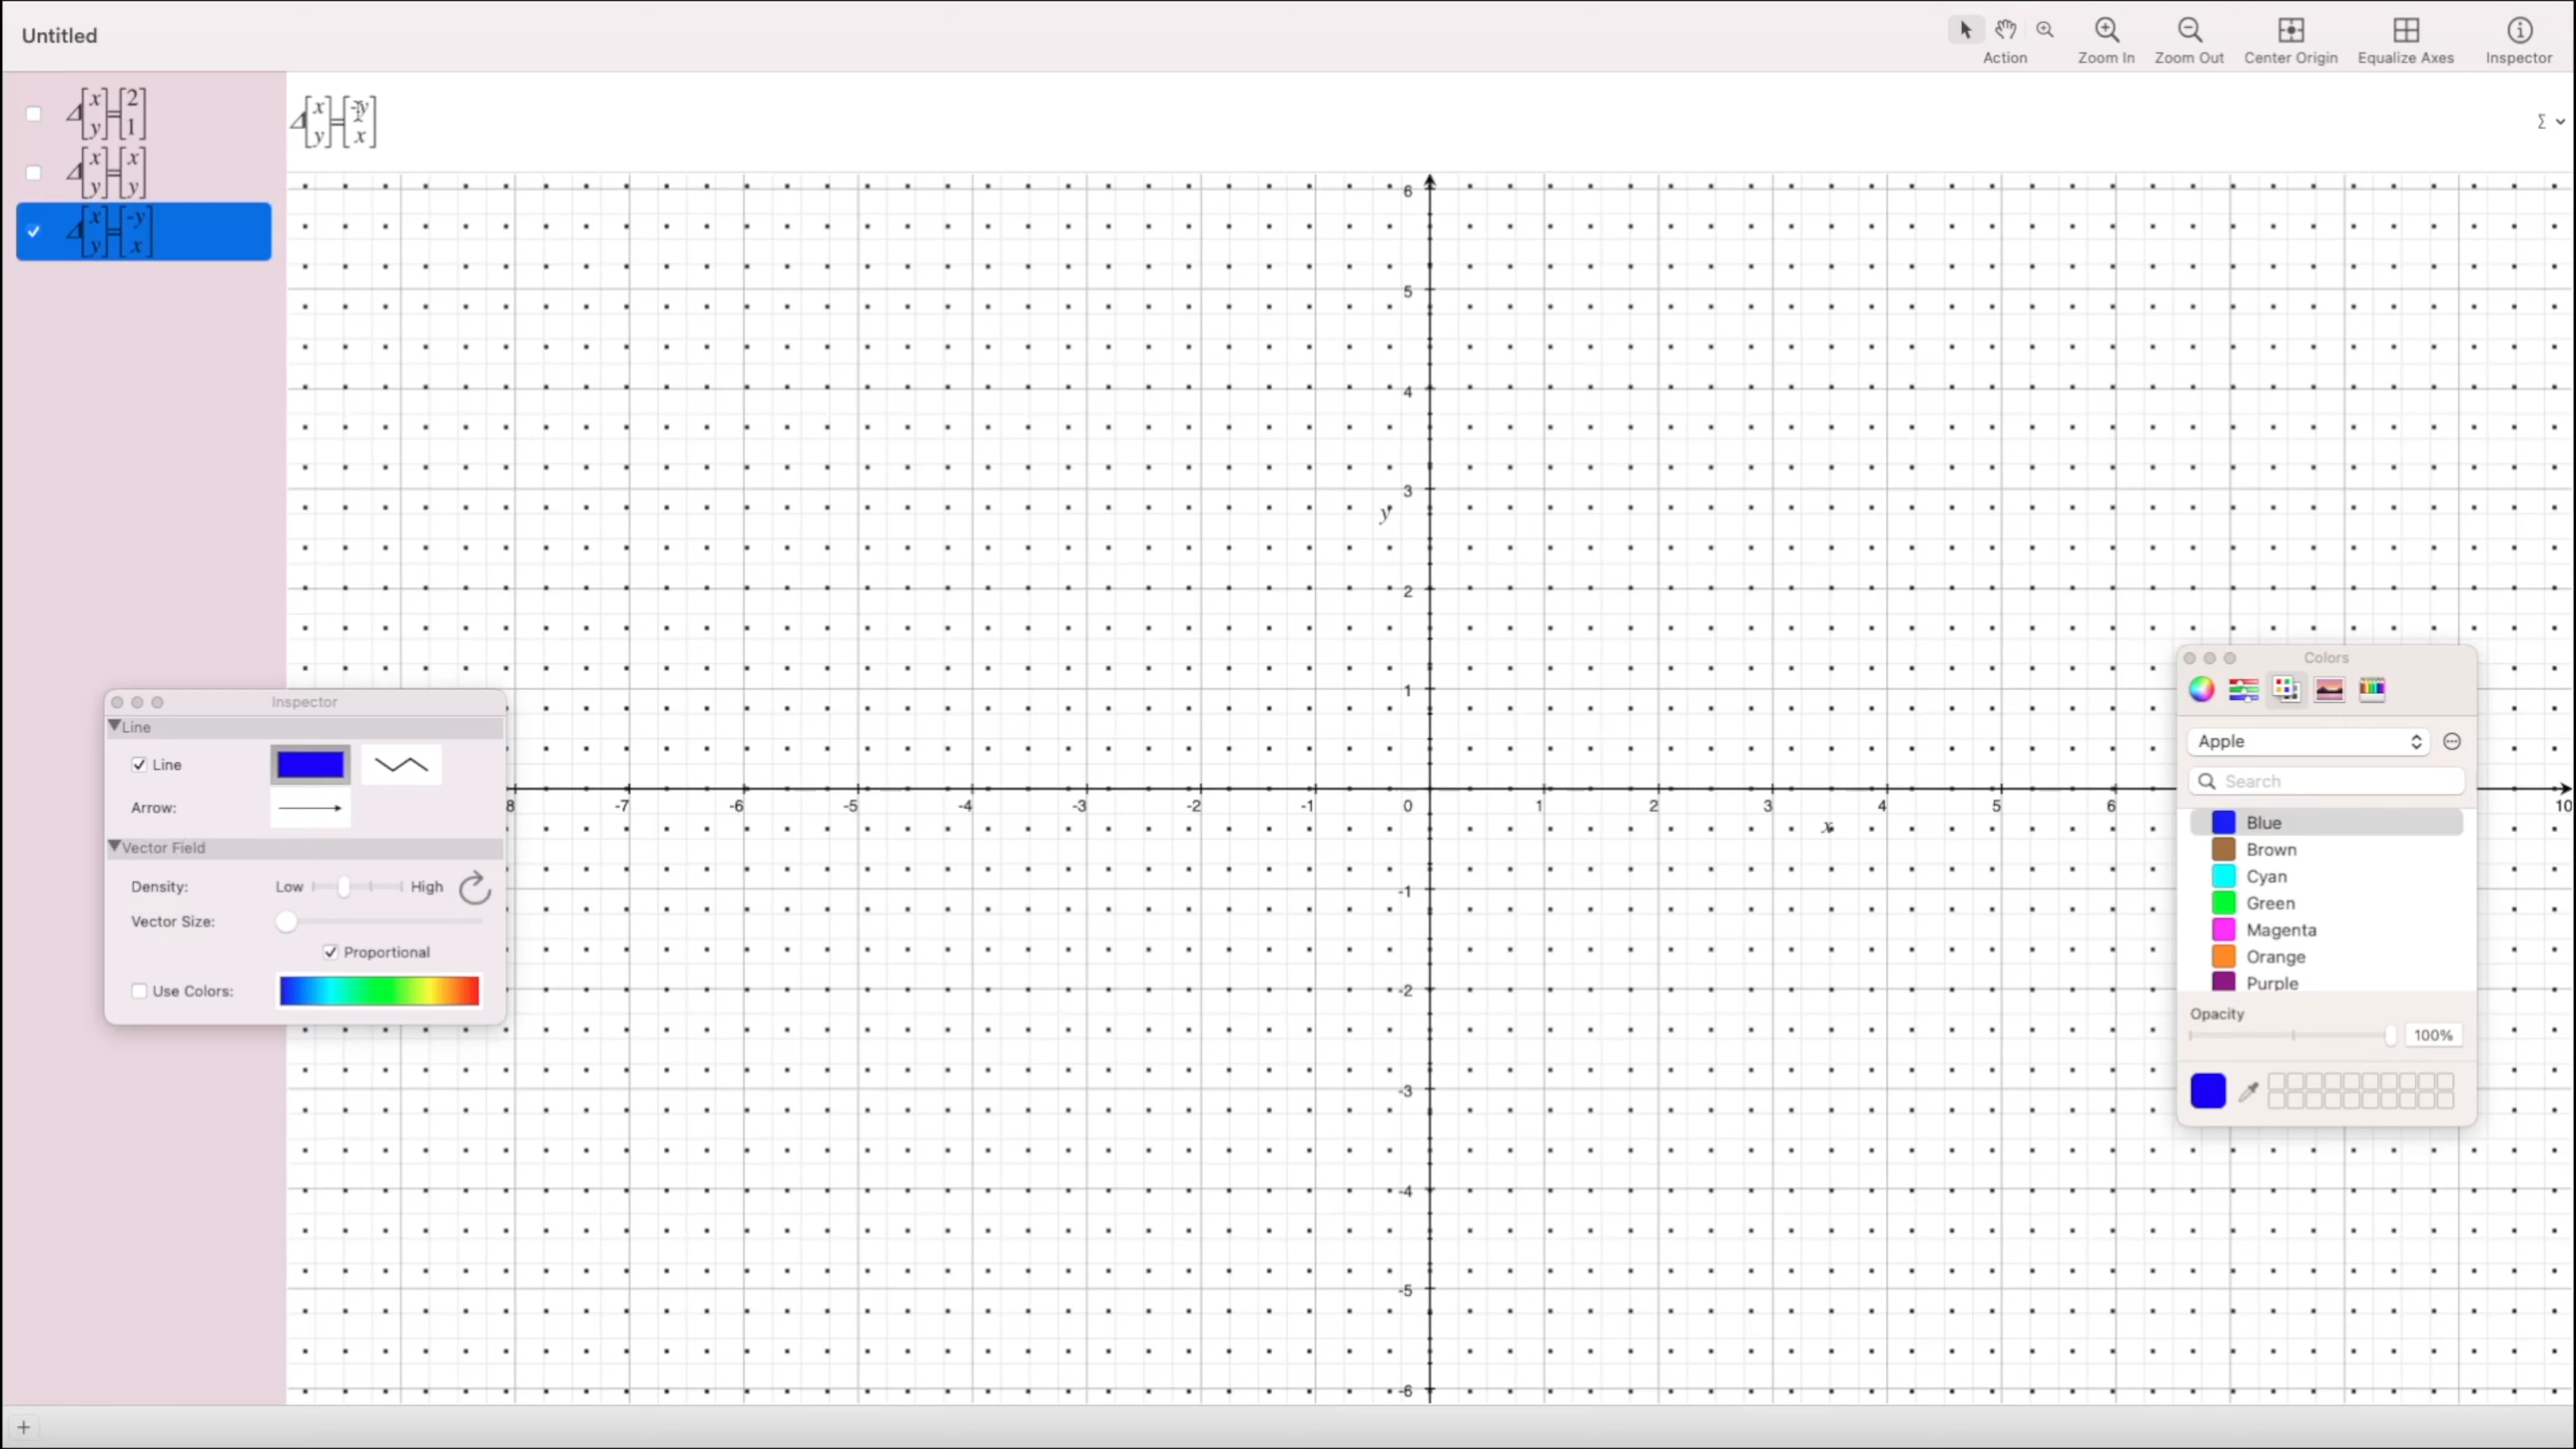 Untitled
Action
Zoom In
Zoom Out
Center Origin
Equalize Axes
Inspector
Δ[x y]=[2 1]
Δ[x y]=[x y]
Δ[x y]=[-y x]
Δ[x y]=[-y x]
Σ
6
5
4
3
y
2
1
8 -7 -6 -5 -4 -3 -2 -1 0 1 2 3 4 5 6 10
x
-1
-2
-3
-4
-5
-6
Inspector
Line
Line
Arrow:
Vector Field
Density: Low High
Vector Size:
Proportional
Use Colors:
Colors
Apple
Search
Blue
Brown
Cyan
Green
Magenta
Orange
Purple
Opacity
100%
+